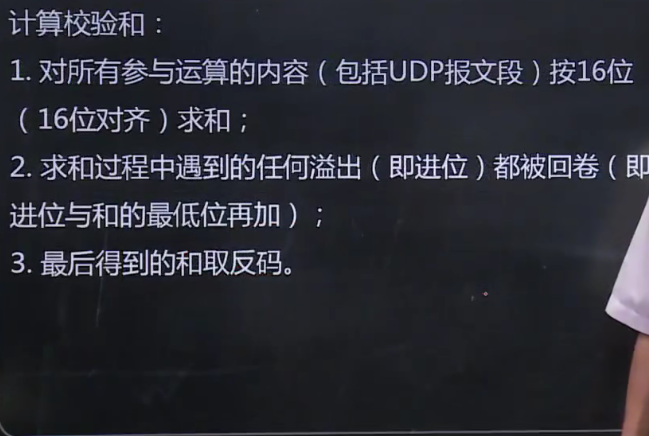 计算校验和：
1. 对所有参与运算的内容（包括UDP报文段）按16位
（16位对齐）求和；
2. 求和过程中遇到的任何溢出（即进位）都被回卷（即
进位与和的最低位再加）；
3. 最后得到的和取反码。